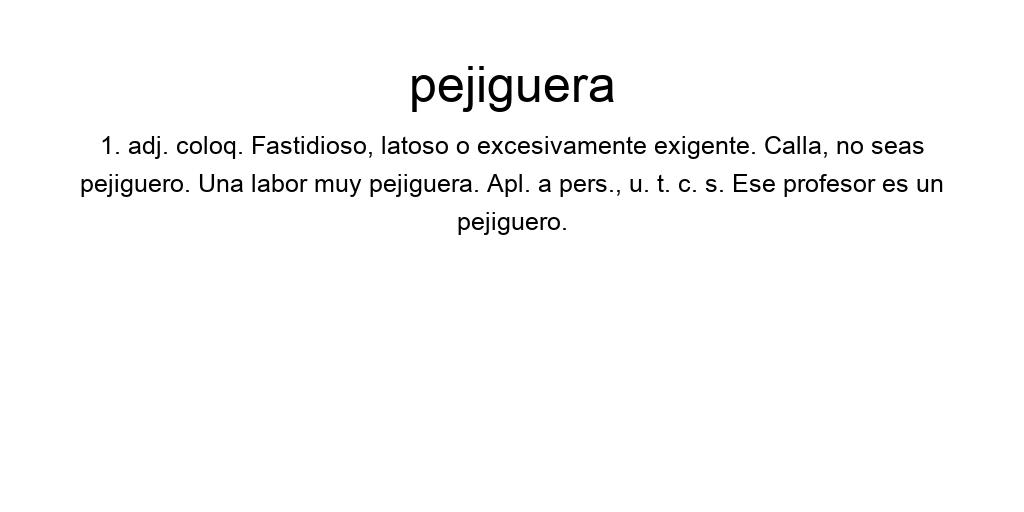 pejiguera
1. adj. coloq. Fastidioso, latoso o excesivamente exigente. Calla, no seas
pejiguero. Una labor muy pejiguera. Apl. a pers., u. t. c. s. Ese profesor es un
pejiguero.